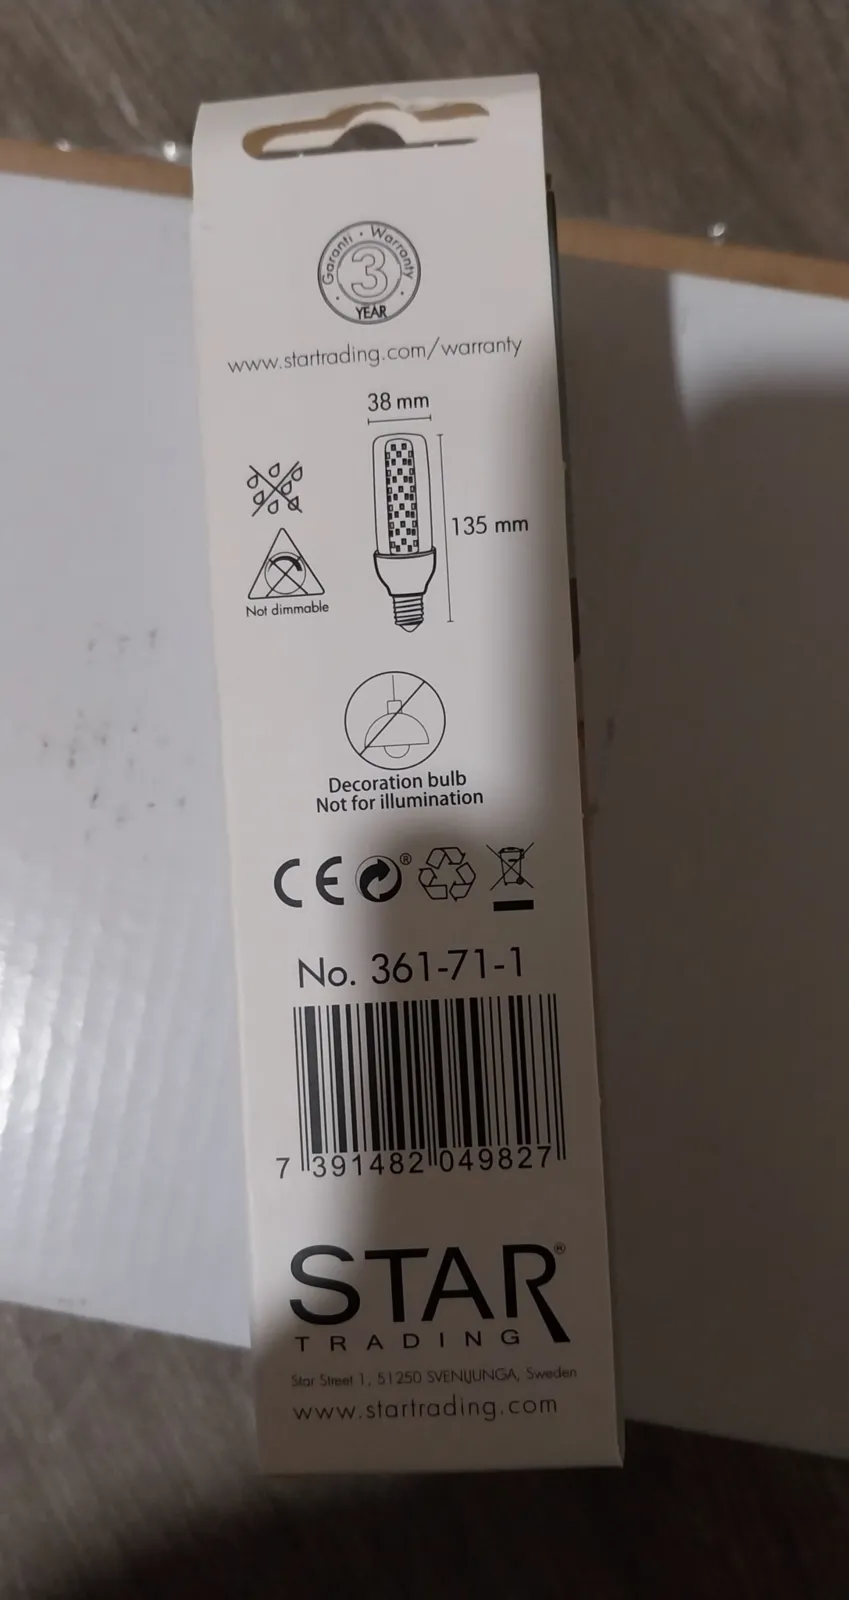 Garanti • Warranty
3
YEAR
www.startrading.com/warranty
38 mm
135 mm
Not dimmable
Decoration bulb
Not for illumination
CE
®
No. 361-71-1
7 391482 049827
STAR®
TRADING
Star Street 1, 51250 SVENLJUNGA, Sweden
www.startrading.com